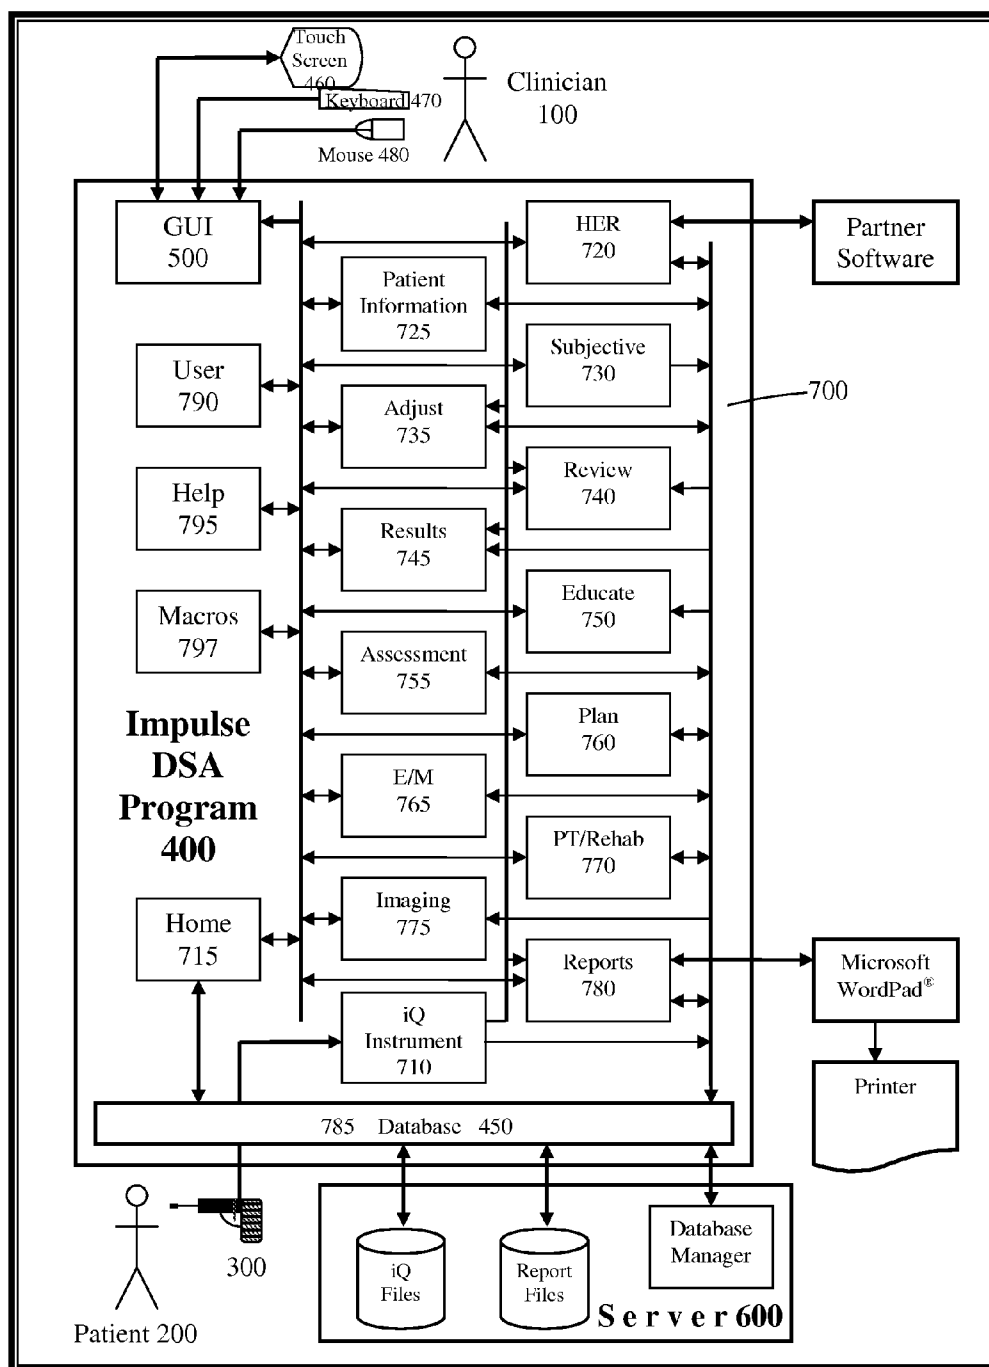 Touch
Screen
460
Keyboard 470
Mouse 480
Clinician
100
GUI
500
HER
720
Partner
Software
Patient
Information
725
Subjective
730
User
790
Adjust
735
700
Review
740
Help
795
Results
745
Educate
750
Macros
797
Assessment
755
Plan
760
Impulse
DSA
Program
400
E/M
765
PT/Rehab
770
Imaging
775
Home
715
Reports
780
Microsoft
WordPad®
iQ
Instrument
710
Printer
785 Database 450
300
Patient 200
iQ
Files
Report
Files
Database
Manager
Server 600